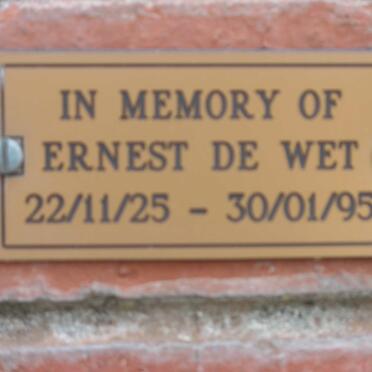 IN MEMORY OF
ERNEST DE WET
22/11/25 - 30/01/95